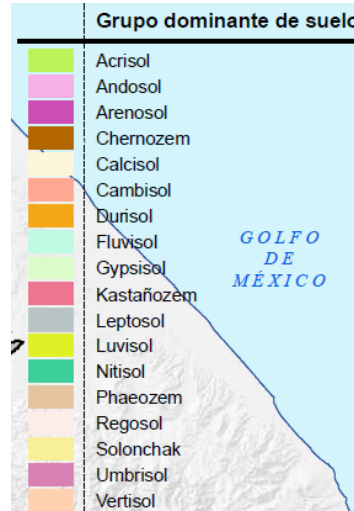 Grupo dominante de suelo
Acrisol
Andosol
Arenosol
Chernozem
Calcisol
Cambisol
Durisol
Fluvisol
Gypsisol
Kastañozem
Leptosol
Luvisol
Nitisol
Phaeozem
Regosol
Solonchak
Umbrisol
Vertisol
GOLFO
DE
MÉXICO